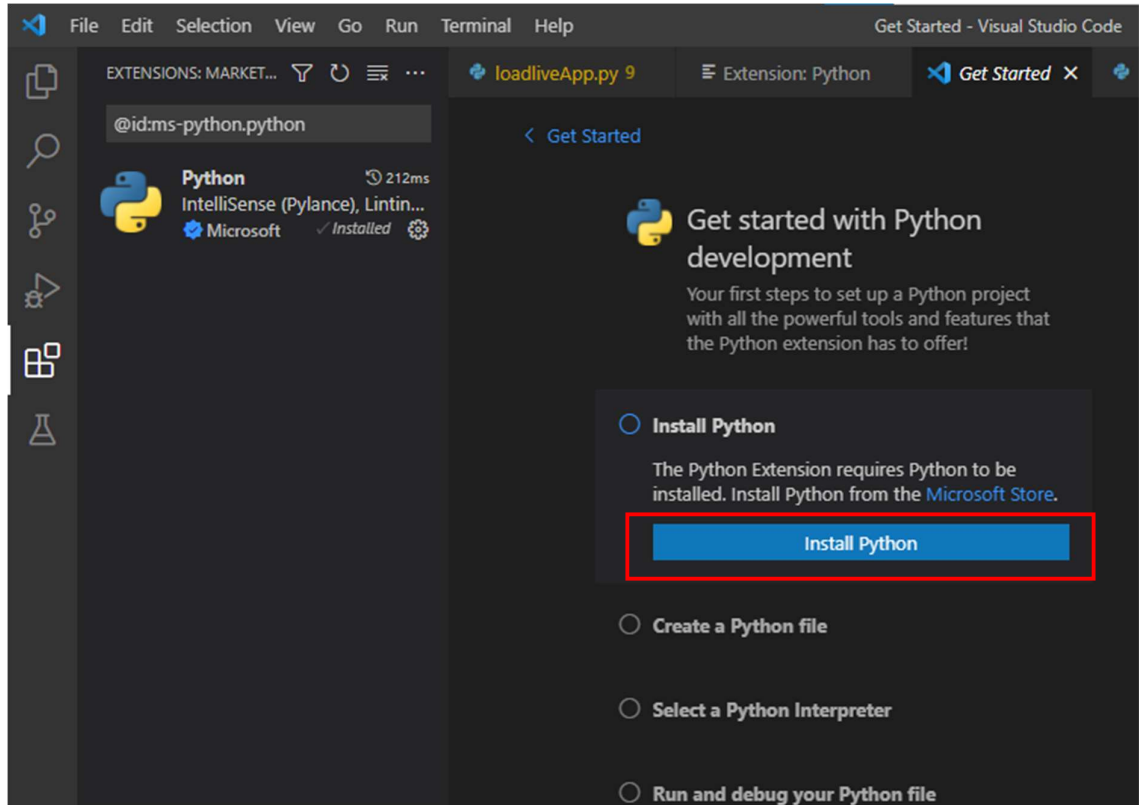 File Edit Selection View Go Run Terminal Help Get Started - Visual Studio Code
EXTENSIONS: MARKET... ...
loadliveApp.py 9 Extension: Python Get Started
@id:ms-python.python
Python 212ms
IntelliSense (Pylance), Lintin...
Microsoft Installed
Get Started
Get started with Python
development
Your first steps to set up a Python project
with all the powerful tools and features that
the Python extension has to offer!
Install Python
The Python Extension requires Python to be
installed. Install Python from the Microsoft Store.
Install Python
Create a Python file
Select a Python Interpreter
Run and debug your Python file